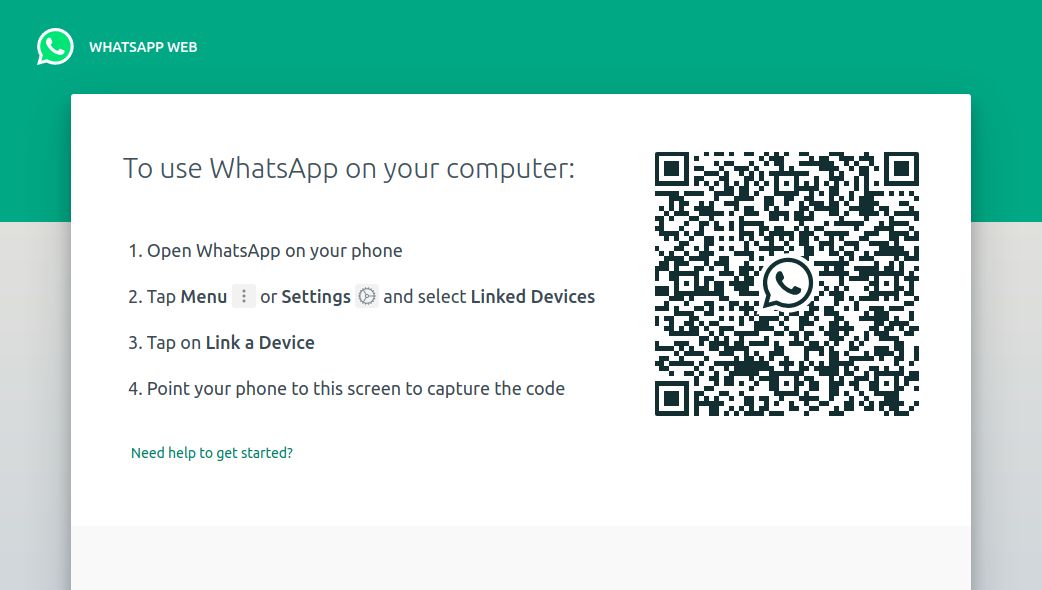 WHATSAPP WEB
To use WhatsApp on your computer:
1. Open WhatsApp on your phone
2. Tap Menu or Settings and select Linked Devices
3. Tap on Link a Device
4. Point your phone to this screen to capture the code
Need help to get started?